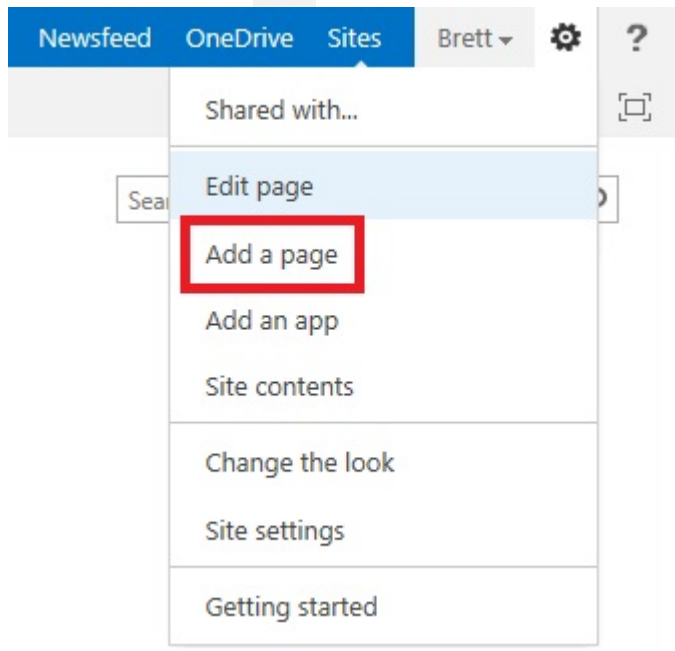 Newsfeed OneDrive Sites Brett ?
Shared with...
Edit page
Add a page
Add an app
Site contents
Change the look
Site settings
Getting started